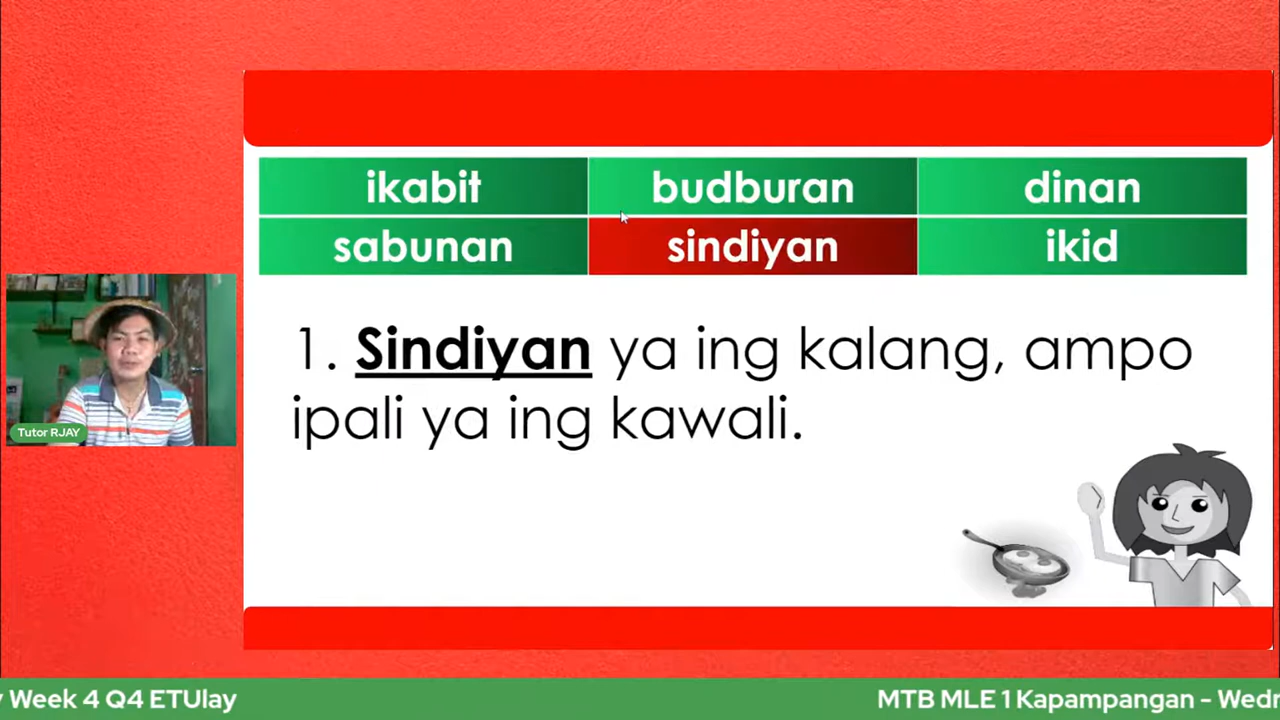 ikabit budburan dinan
sabunan sindiyan ikid
1. Sindiyan ya ing kalang, ampo
ipali ya ing kawali.
Tutor RJAY
Week 4 Q4 ETUlay
MTB MLE 1 Kapampangan -